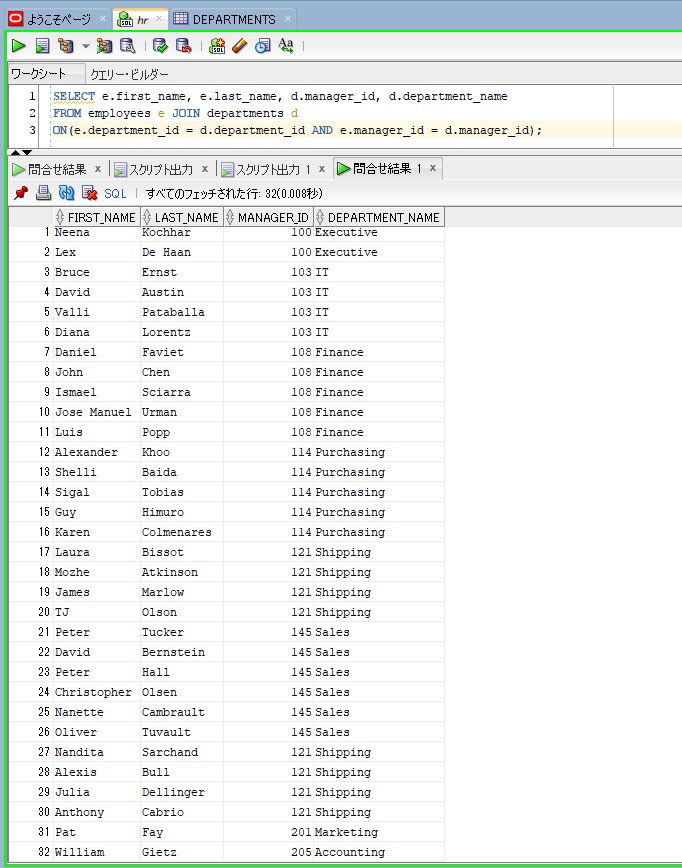 ようこそページ × hr × DEPARTMENTS ×
ワークシート クエリー・ビルダー
1 SELECT e.first_name, e.last_name, d.manager_id, d.department_name
2 FROM employees e JOIN departments d
3 ON(e.department_id = d.department_id AND e.manager_id = d.manager_id);
問合せ結果 × スクリプト出力 × スクリプト出力 1 × 問合せ結果 1 ×
SQL | すべてのフェッチされた行: 32(0.008秒)
FIRST_NAME LAST_NAME MANAGER_ID DEPARTMENT_NAME
1 Neena Kochhar 100 Executive
2 Lex De Haan 100 Executive
3 Bruce Ernst 103 IT
4 David Austin 103 IT
5 Valli Pataballa 103 IT
6 Diana Lorentz 103 IT
7 Daniel Faviet 108 Finance
8 John Chen 108 Finance
9 Ismael Sciarra 108 Finance
10 Jose Manuel Urman 108 Finance
11 Luis Popp 108 Finance
12 Alexander Khoo 114 Purchasing
13 Shelli Baida 114 Purchasing
14 Sigal Tobias 114 Purchasing
15 Guy Himuro 114 Purchasing
16 Karen Colmenares 114 Purchasing
17 Laura Bissot 121 Shipping
18 Mozhe Atkinson 121 Shipping
19 James Marlow 121 Shipping
20 TJ Olson 121 Shipping
21 Peter Tucker 145 Sales
22 David Bernstein 145 Sales
23 Peter Hall 145 Sales
24 Christopher Olsen 145 Sales
25 Nanette Cambrault 145 Sales
26 Oliver Tuvault 145 Sales
27 Nandita Sarchand 121 Shipping
28 Alexis Bull 121 Shipping
29 Julia Dellinger 121 Shipping
30 Anthony Cabrio 121 Shipping
31 Pat Fay 201 Marketing
32 William Gietz 205 Accounting